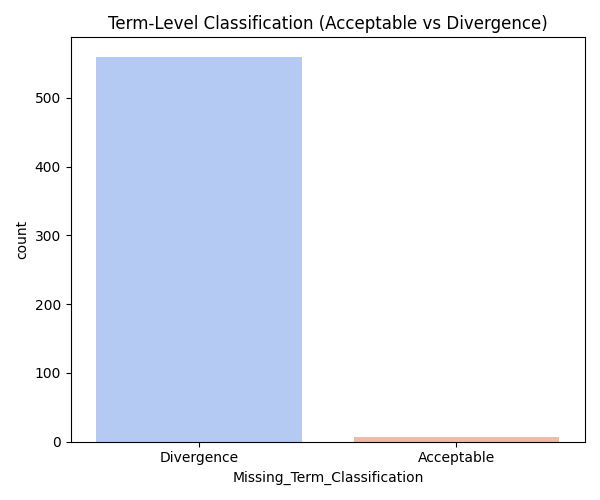 Term-Level Classification (Acceptable vs Divergence)
500
400
300
200
100
0
count
Divergence Acceptable
Missing_Term_Classification